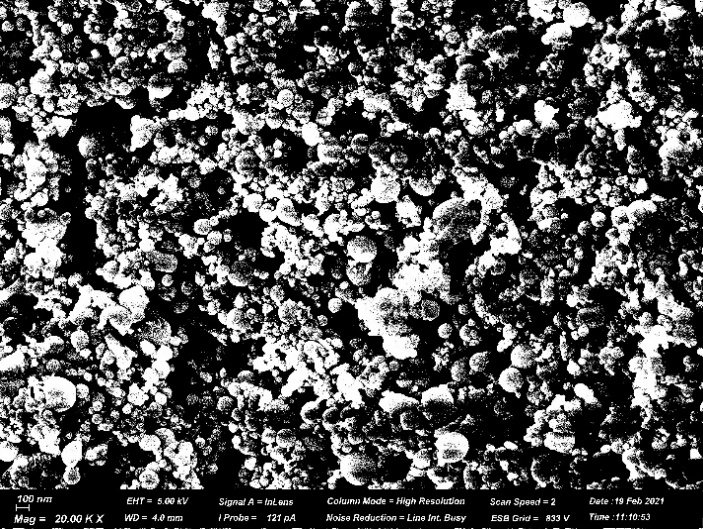 100 nm
Mag = 20.00 K X
EHT = 5.00 kV
WD = 4.0 mm
Signal A = InLens
I Probe = 121 pA
Column Mode = High Resolution
Noise Reduction = Line Int. Busy
Scan Speed = 2
ESB Grid = 833 V
Date :19 Feb 2021
Time :11:10:53